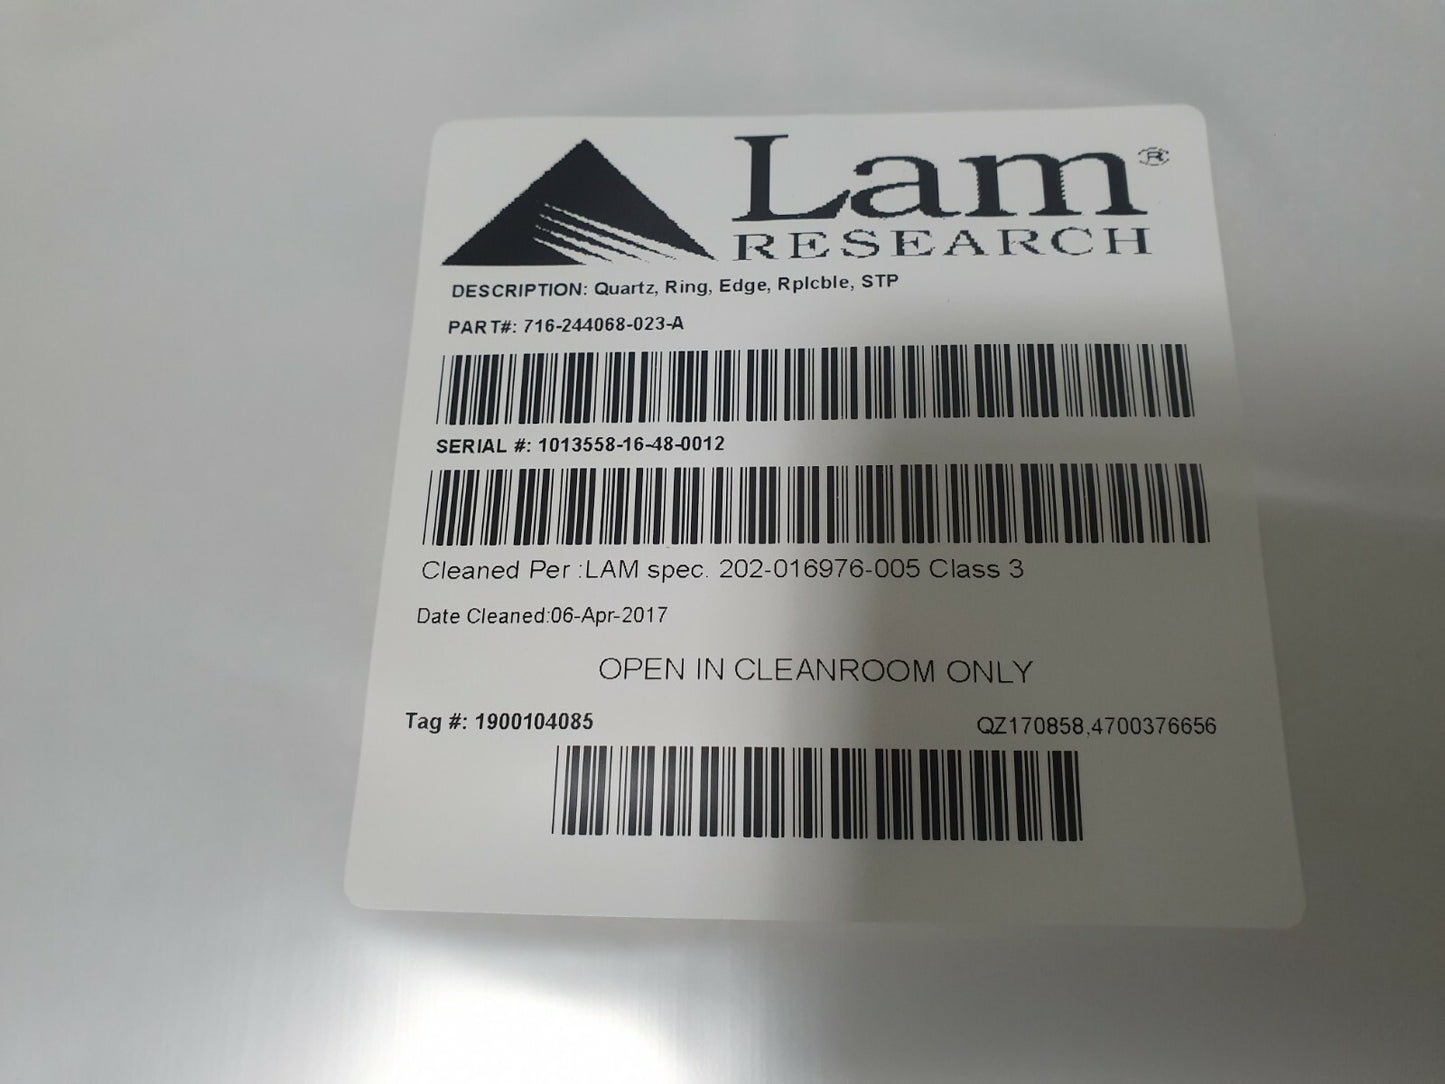 Lam®
RESEARCH
DESCRIPTION: Quartz, Ring, Edge, Rplcble, STP
PART#: 716-244068-023-A
SERIAL #: 1013558-16-48-0012
Cleaned Per :LAM spec. 202-016976-005 Class 3
Date Cleaned:06-Apr-2017
OPEN IN CLEANROOM ONLY
Tag #: 1900104085 QZ170858,4700376656